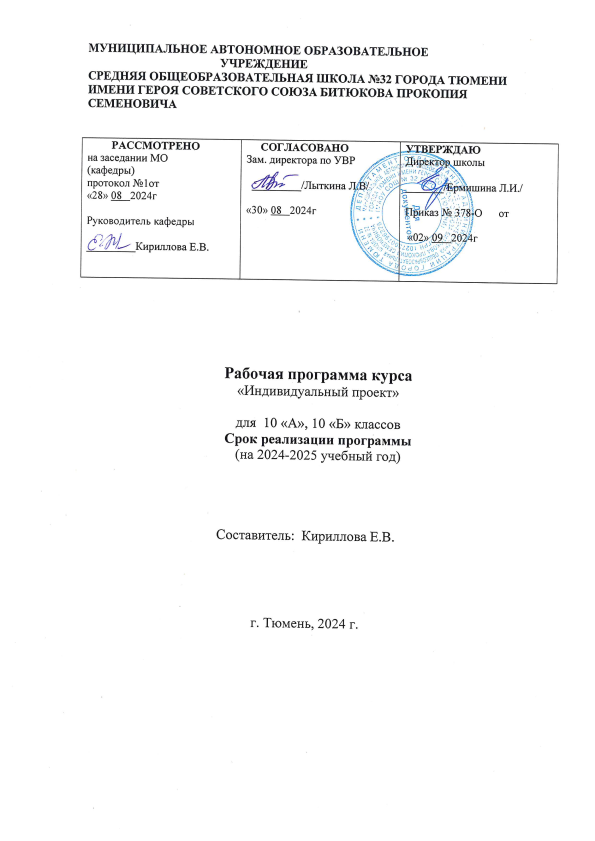 МУНИЦИПАЛЬНОЕ АВТОНОМНОЕ ОБРАЗОВАТЕЛЬНОЕ
УЧРЕЖДЕНИЕ
СРЕДНЯЯ ОБЩЕОБРАЗОВАТЕЛЬНАЯ ШКОЛА №32 ГОРОДА ТЮМЕНИ
ИМЕНИ ГЕРОЯ СОВЕТСКОГО СОЮЗА БИТЮКОВА ПРОКОПИЯ
СЕМЕНОВИЧА
РАССМОТРЕНО
на заседании МО
(кафедры)
протокол №1от
«28» 08 2024г
Руководитель кафедры
Кириллова Е.В.
СОГЛАСОВАНО
Зам. директора по УВР
/Лыткина Л.В/
«30» 08 2024г
УТВЕРЖДАЮ
Директор школы
Ермишина Л.И./
Приказ № 378-О от
«02» 09 2024г
Для
документов
Рабочая программа курса
«Индивидуальный проект»
для 10 «А», 10 «Б» классов
Срок реализации программы
(на 2024-2025 учебный год)
Составитель: Кириллова Е.В.
г. Тюмень, 2024 г.